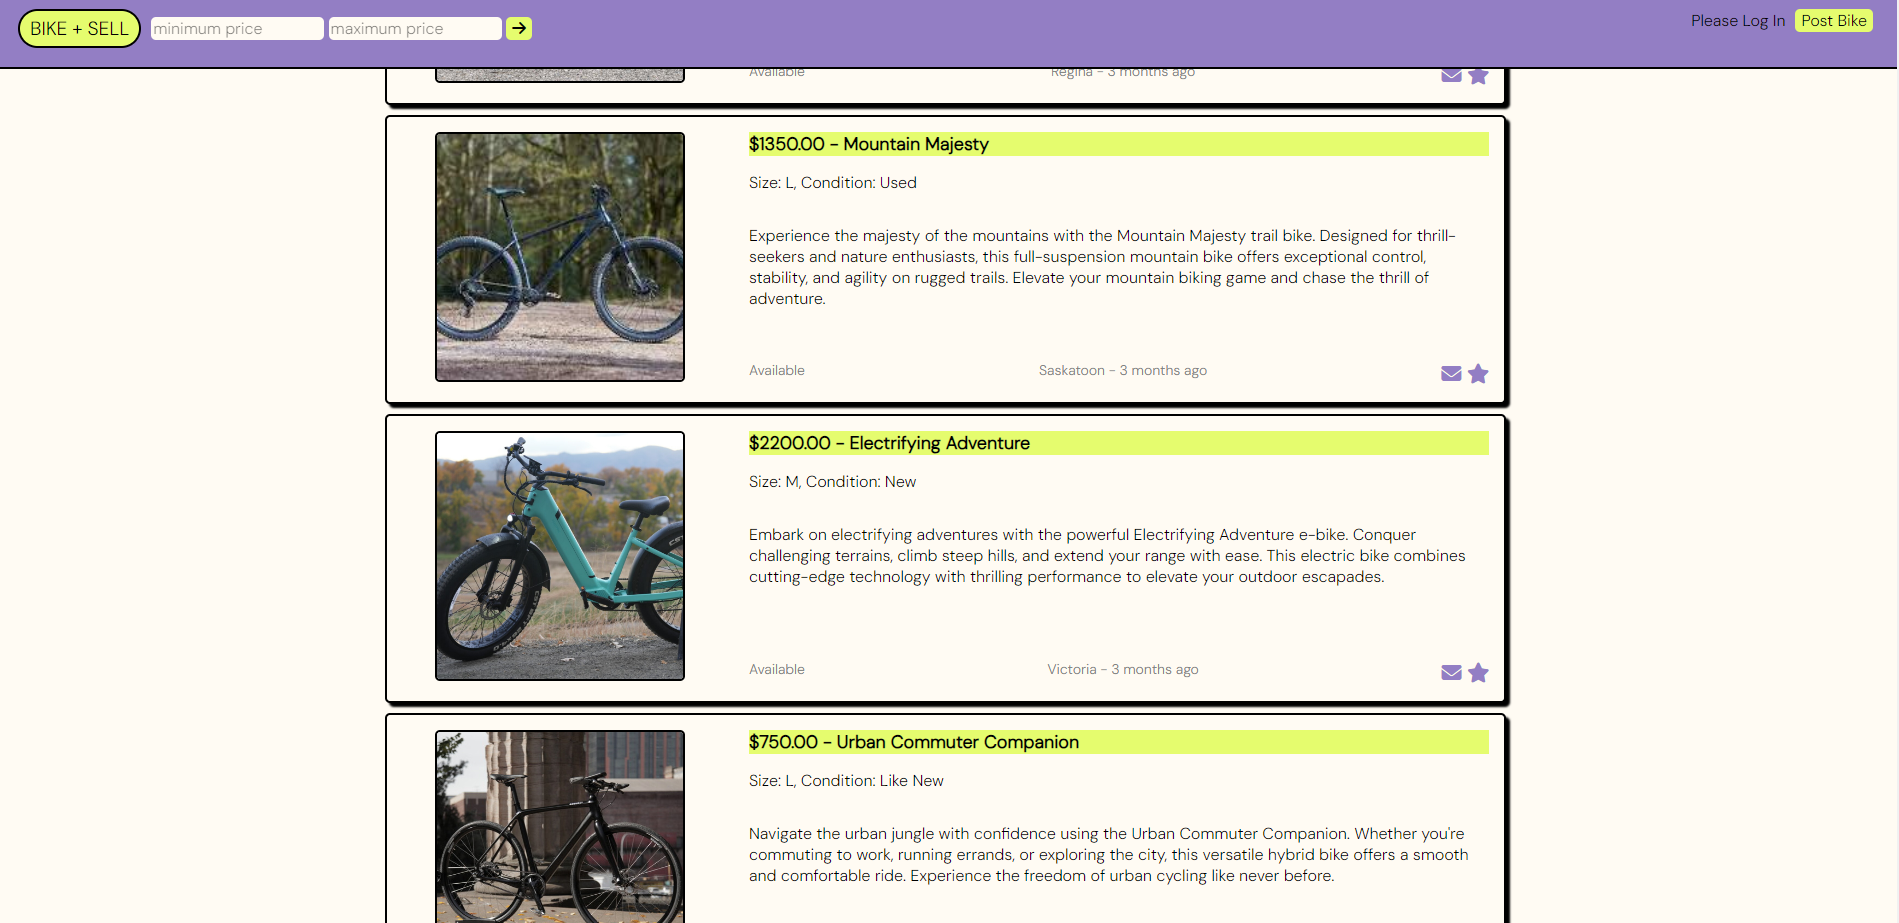 BIKE + SELL
minimum price
maximum price
Please Log In
Post Bike
Available
Regina - 3 months ago
$1350.00 - Mountain Majesty
Size: L, Condition: Used
Experience the majesty of the mountains with the Mountain Majesty trail bike. Designed for thrill-
seekers and nature enthusiasts, this full-suspension mountain bike offers exceptional control,
stability, and agility on rugged trails. Elevate your mountain biking game and chase the thrill of
adventure.
Available
Saskatoon - 3 months ago
$2200.00 - Electrifying Adventure
Size: M, Condition: New
Embark on electrifying adventures with the powerful Electrifying Adventure e-bike. Conquer
challenging terrains, climb steep hills, and extend your range with ease. This electric bike combines
cutting-edge technology with thrilling performance to elevate your outdoor escapades.
Available
Victoria - 3 months ago
$750.00 - Urban Commuter Companion
Size: L, Condition: Like New
Navigate the urban jungle with confidence using the Urban Commuter Companion. Whether you're
commuting to work, running errands, or exploring the city, this versatile hybrid bike offers a smooth
and comfortable ride. Experience the freedom of urban cycling like never before.